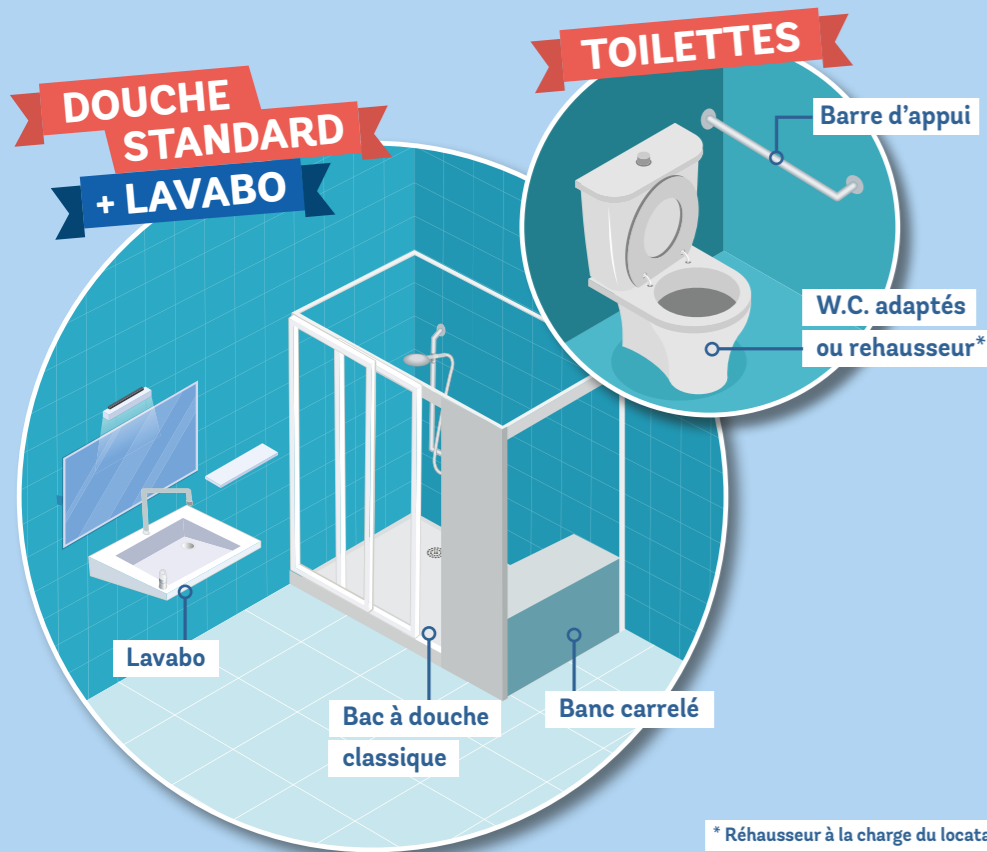 DOUCHE
STANDARD
+ LAVABO
TOILETTES
Barre d'appui
W.C. adaptés
ou rehausseur*
Lavabo
Bac à douche
classique
Banc carrelé
* Réhausseur à la charge du